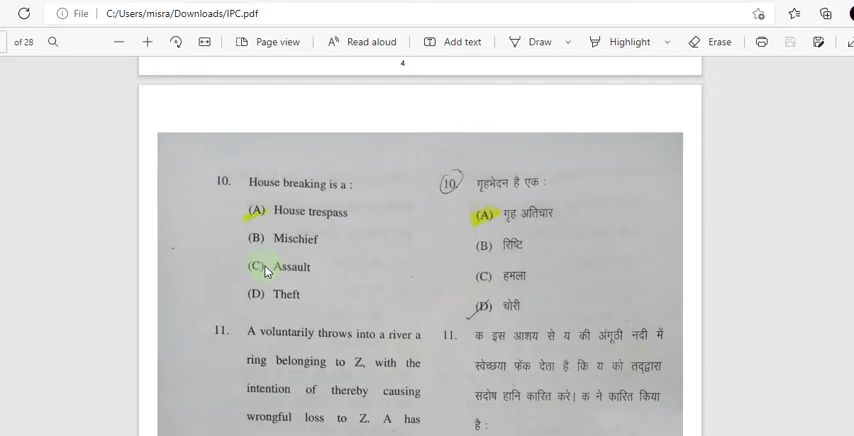 File
C:/Users/misra/Downloads/IPC.pdf
of 28
Page view
Read aloud
Add text
Draw
Highlight
Erase
4
10. House breaking is a :
(A) House trespass
(B) Mischief
(C) Assault
(D) Theft
11. A voluntarily throws into a river a
ring belonging to Z, with the
intention of thereby causing
wrongful loss to Z. A has
10. गृहभेदन है एक :
(A) गृह अतिचार
(B) रिष्टि
(C) हमला
(D) चोरी
11. क इस आशय से य की अंगूठी नदी में
स्वेच्छया फेंक देता है कि य को तद्द्वारा
सदोष हानि कारित करे। क ने कारित किया
है :